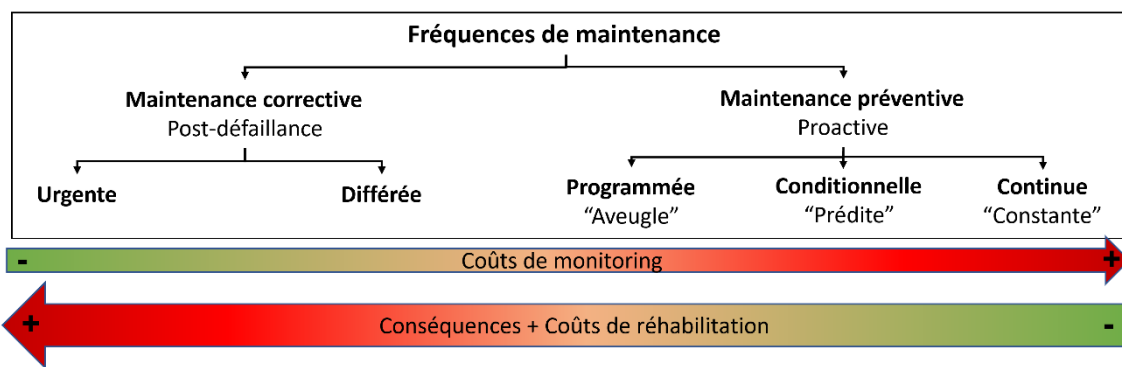 Fréquences de maintenance
Maintenance corrective
Post-défaillance
Maintenance préventive
Proactive
Urgente
Différée
Programmée
“Aveugle”
Conditionnelle
“Prédite”
Continue
“Constante”
- Coûts de monitoring +
+ Conséquences + Coûts de réhabilitation -